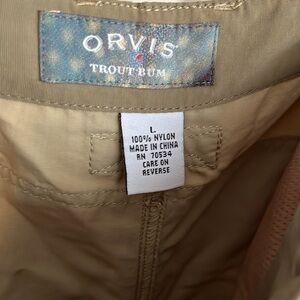 ORVIS
TROUT BUM
L
100% NYLON
MADE IN CHINA
RN 70534
CARE ON
REVERSE